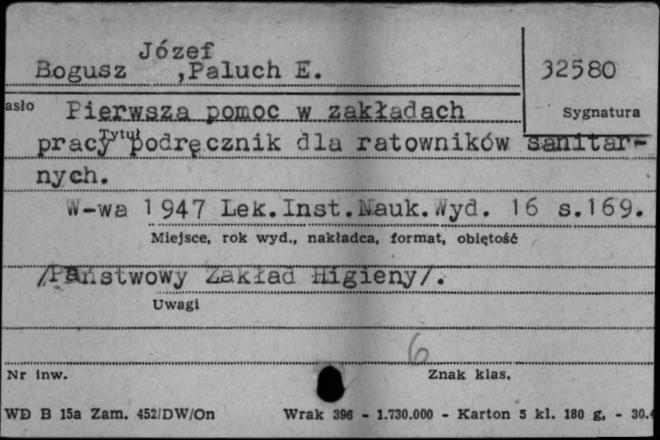 Józef
Bogusz ,Paluch E.
32580
asło Pierwsza pomoc w zakładach
Sygnatura
Tytuł
pracy podręcznik dla ratowników sanitar-
nych.
W-wa 1947 Lek.Inst.Nauk.Wyd. 16 s.169.
Miejsce, rok wyd., nakładca, format, objętość
/Państwowy Zakład Higieny/.
Uwagi
6
Nr inw.
Znak klas.
WD B 15a Zam. 452/DW/On Wrak 396 - 1.730.000 - Karton 5 kl. 180 g, - 30.4